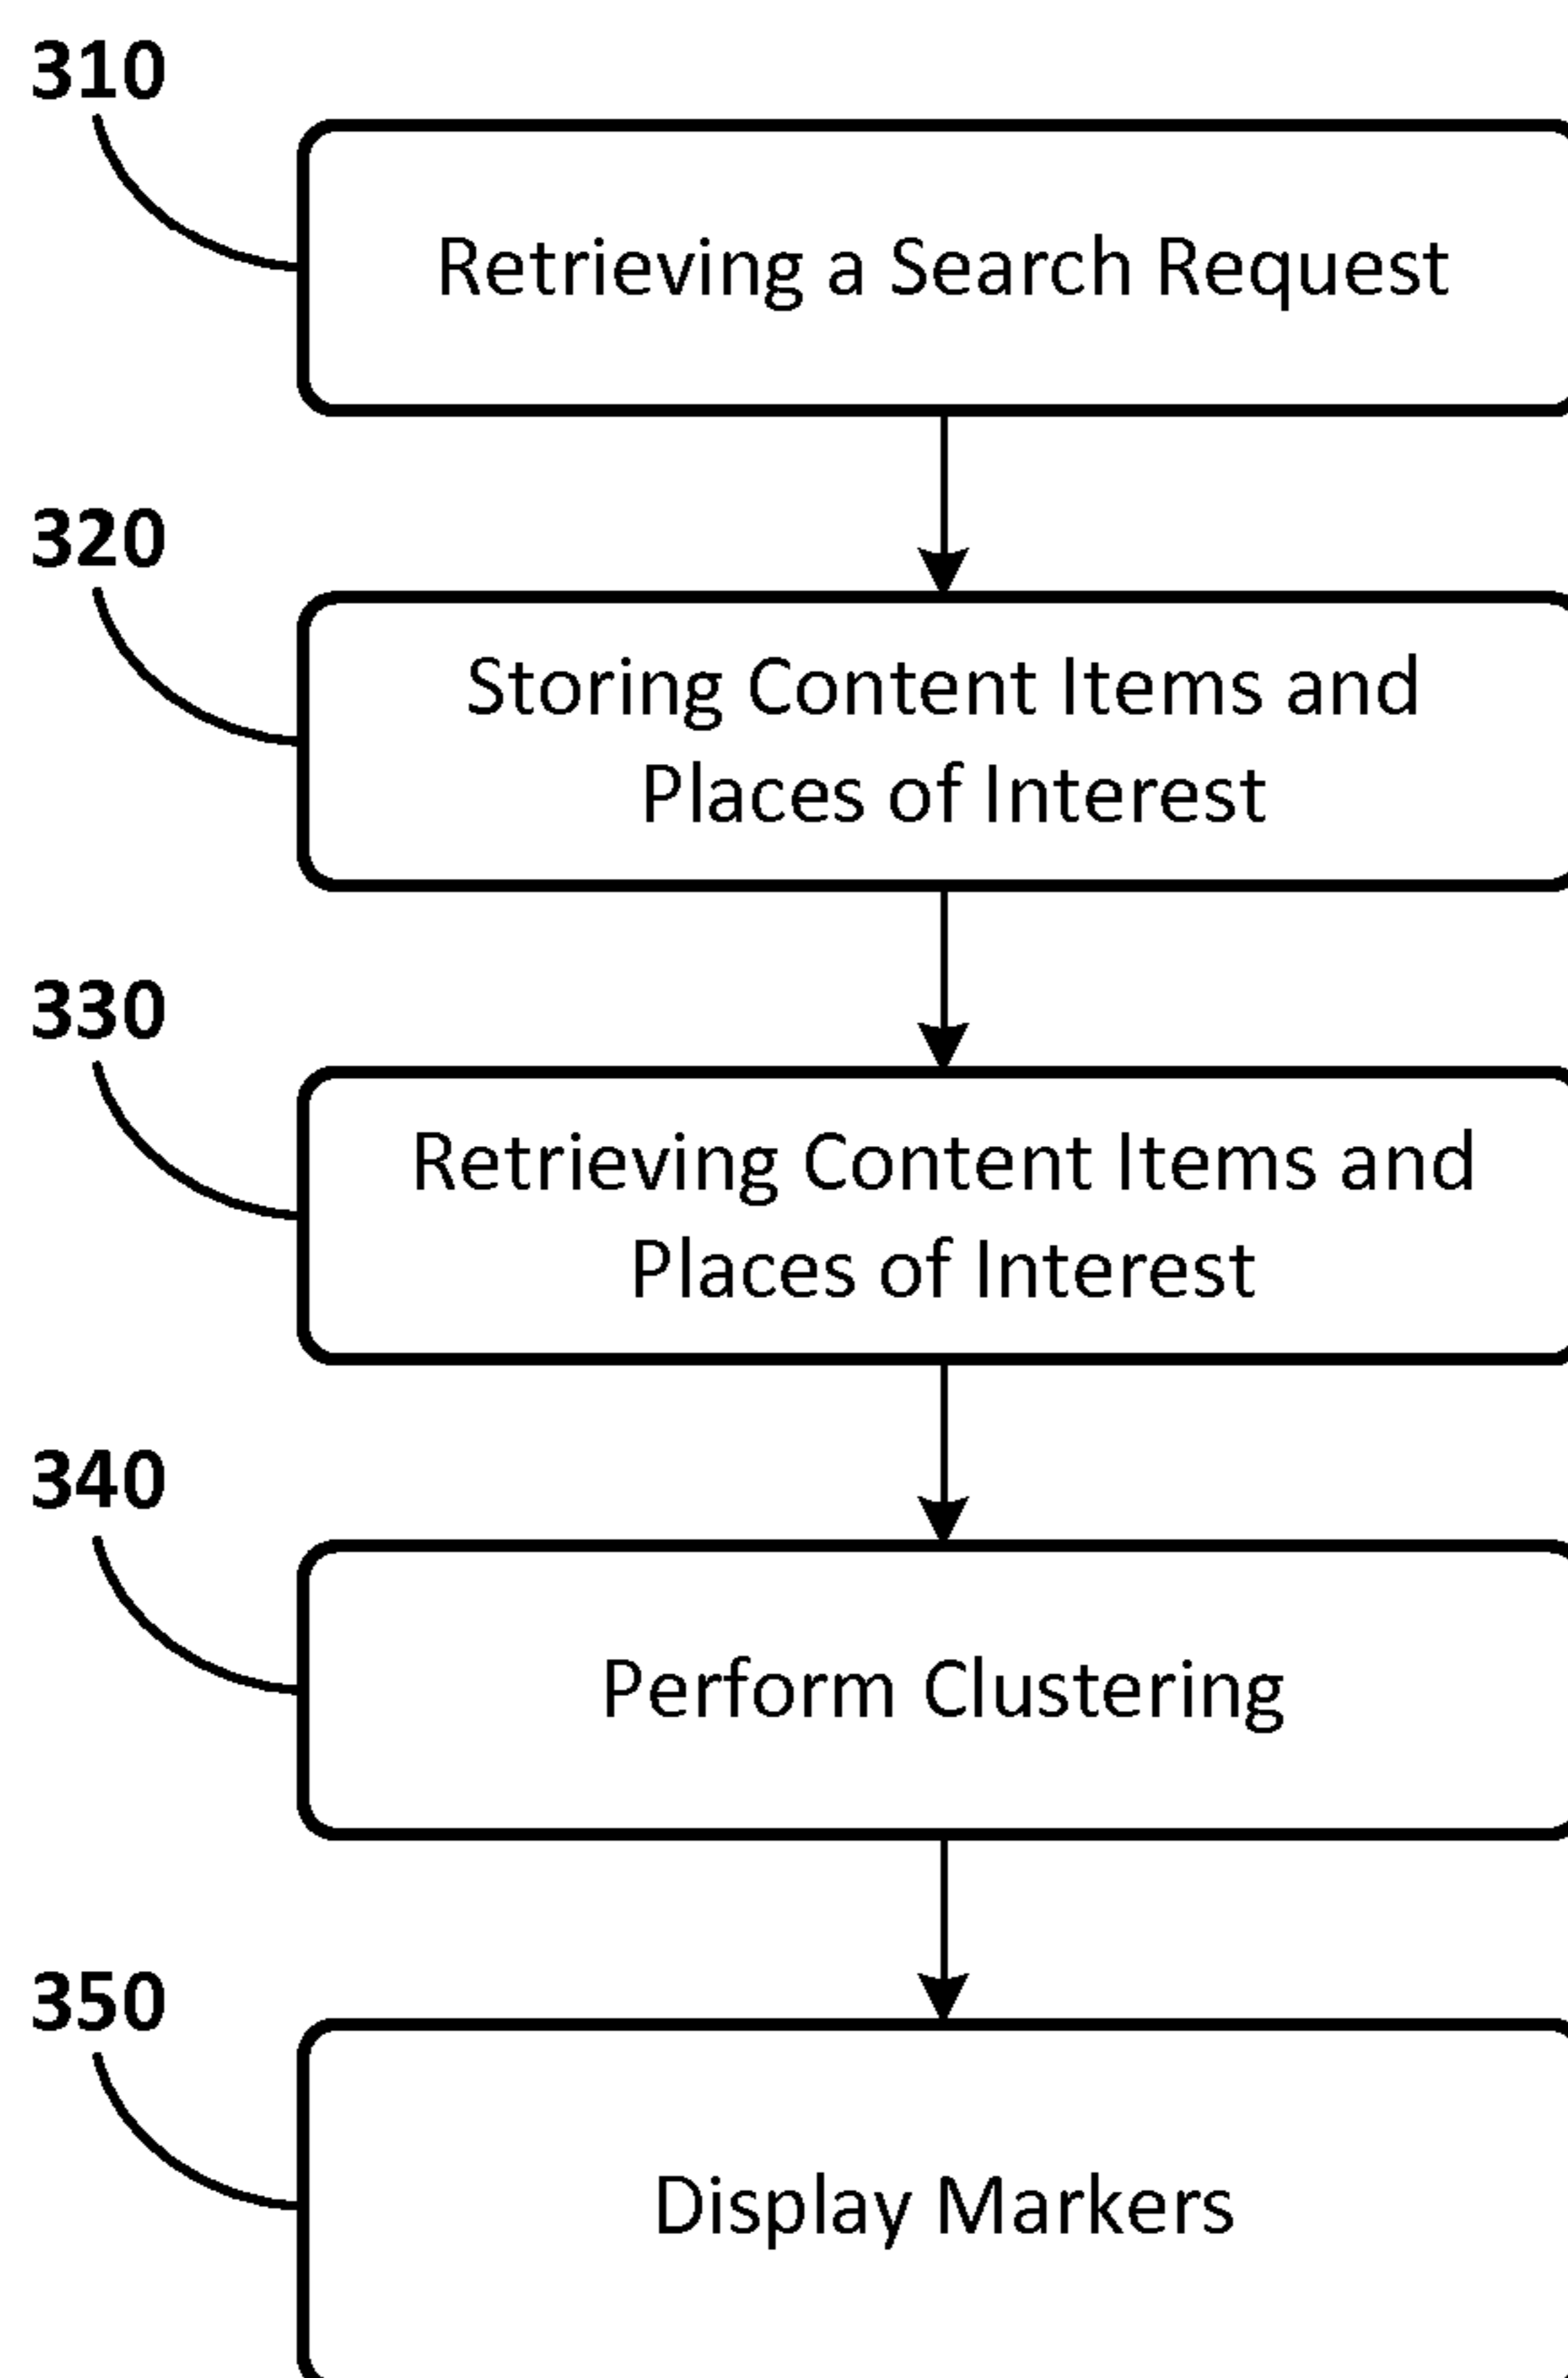 310
Retrieving a Search Request
320
Storing Content Items and
Places of Interest
330
Retrieving Content Items and
Places of Interest
340
Perform Clustering
350
Display Markers